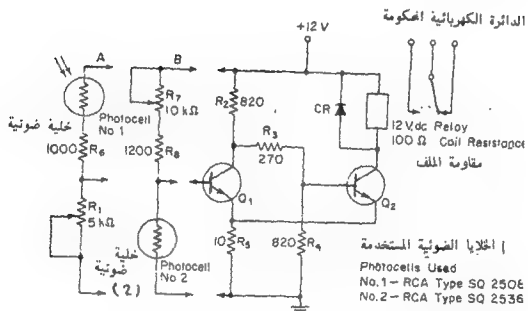 الدائرة الكهربائية المحكومة
+12 V
A
B
R7
10 kΩ
R2 820
CR
12 V.dc Relay
100 Ω Coil Resistance
مقاومة الملف
خلية ضوئية
Photocell
No 1
1000
R6
1200
R8
R3
270
Q1
Q2
R1
5 kΩ
خلية
ضوئية
(2)
Photocell
No 2
10
R5
820
R4
الخلايا الضوئية المستخدمة
Photocells Used
No.1 – RCA Type SQ 2508
No.2 – RCA Type SQ 2536